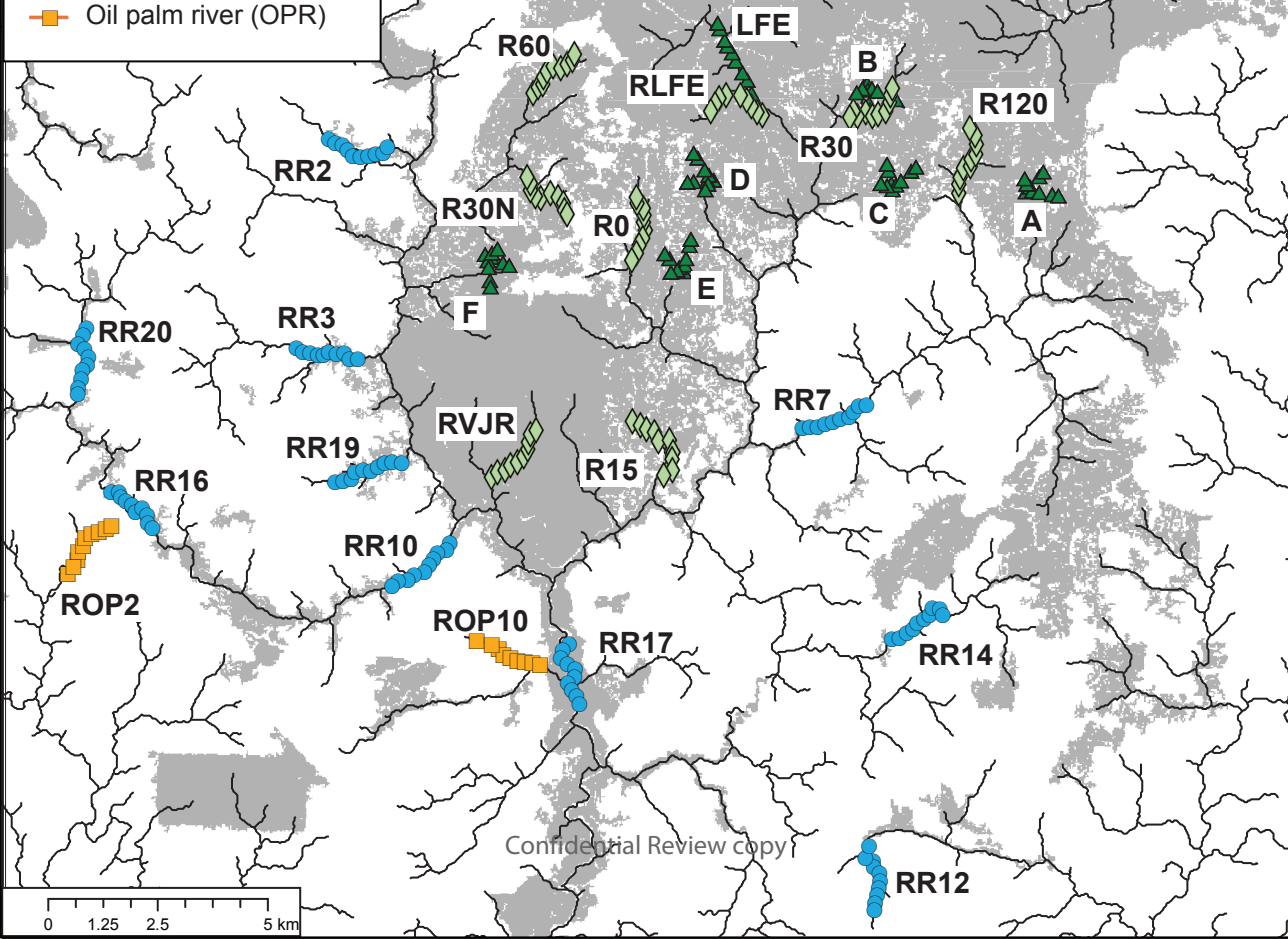 Oil palm river (OPR)
LFE
R60
B
RLFE
R120
R30
RR2
D
R30N
R0
C
A
E
F
RR3
RR20
RR7
RVJR
RR19
R15
RR16
RR10
ROP2
ROP10
RR17
RR14
Confidential Review copy
RR12
0 1.25 2.5 5 km